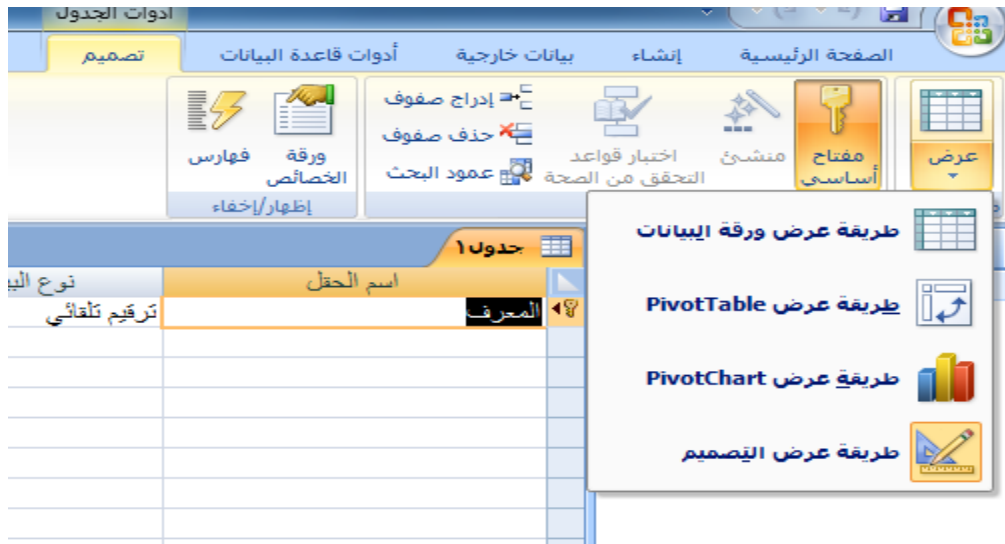 أدوات الجدول
الصفحة الرئيسية إنشاء بيانات خارجية أدوات قاعدة البيانات تصميم
عرض
مفتاح أساسي
منشئ
اختبار قواعد التحقق من الصحة
إدراج صفوف
حذف صفوف
عمود البحث
ورقة الخصائص
فهارس
إظهار/إخفاء
طريقة عرض ورقة البيانات
طريقة عرض PivotTable
طريقة عرض PivotChart
طريقة عرض التصميم
جدول١
اسم الحقل نوع
المعرف ترقيم تلقائي